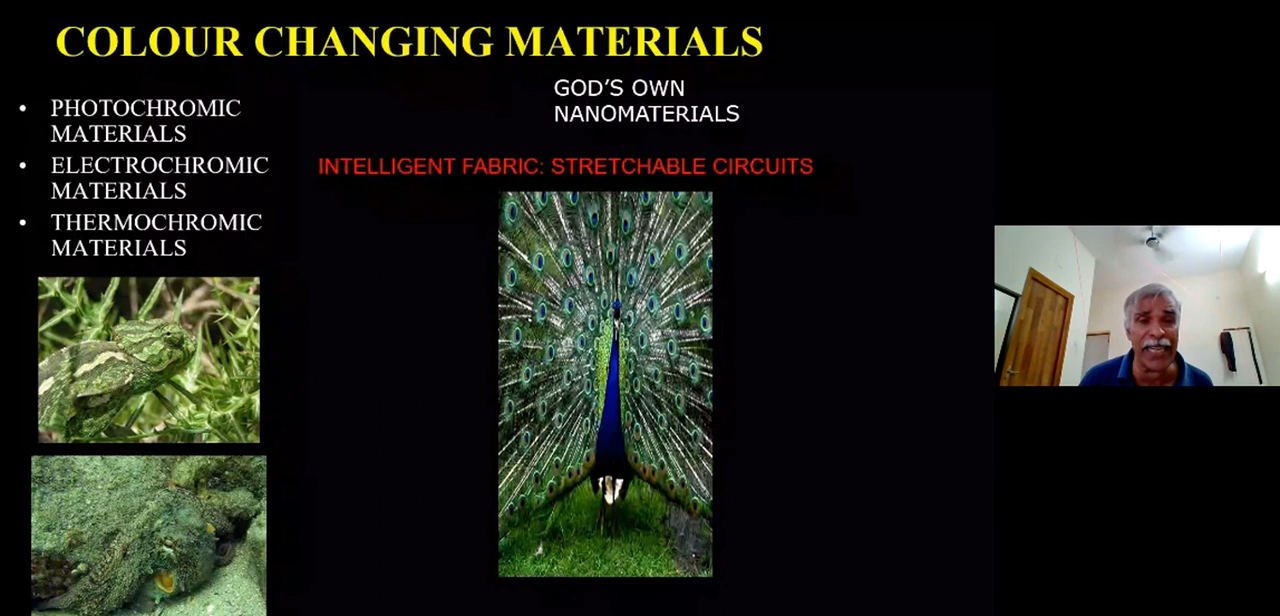 COLOUR CHANGING MATERIALS
• PHOTOCHROMIC
MATERIALS
• ELECTROCHROMIC
MATERIALS
• THERMOCHROMIC
MATERIALS
GOD’S OWN
NANOMATERIALS
INTELLIGENT FABRIC: STRETCHABLE CIRCUITS